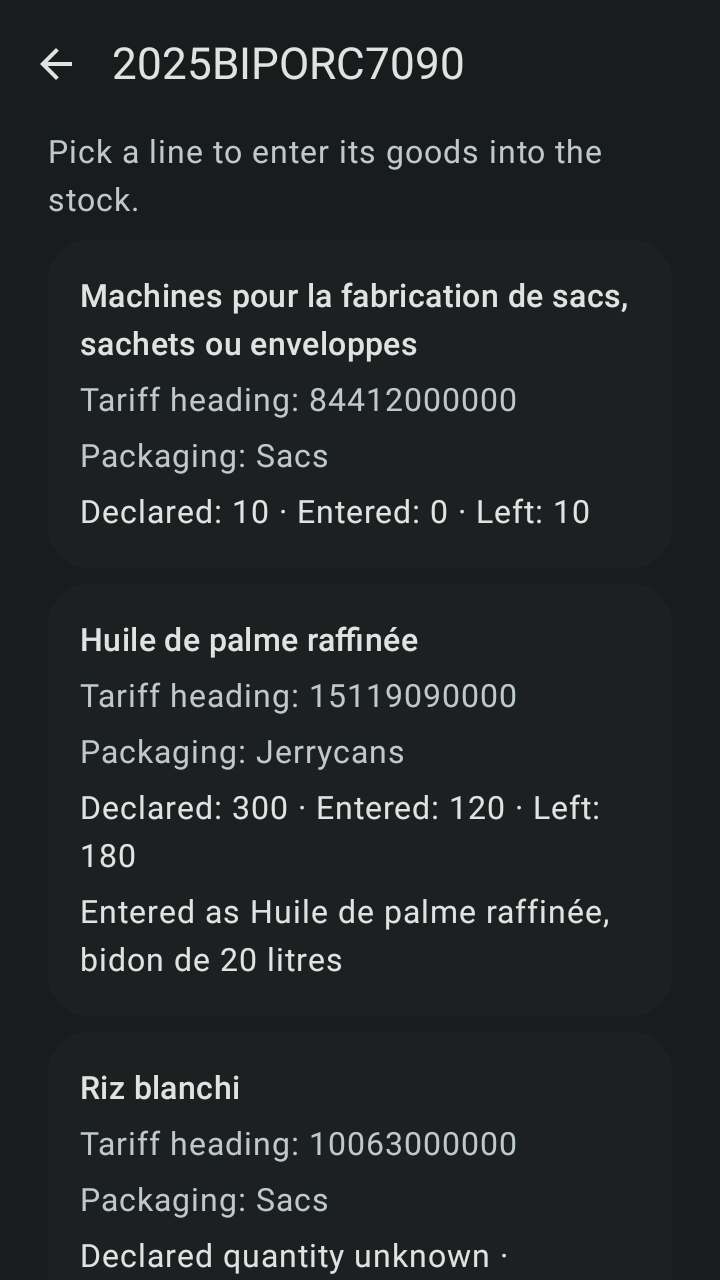 2025BIPORC7090
Pick a line to enter its goods into the
stock.
Machines pour la fabrication de sacs,
sachets ou enveloppes
Tariff heading: 84412000000
Packaging: Sacs
Declared: 10 · Entered: 0 · Left: 10
Huile de palme raffinée
Tariff heading: 15119090000
Packaging: Jerrycans
Declared: 300 · Entered: 120 · Left:
180
Entered as Huile de palme raffinée,
bidon de 20 litres
Riz blanchi
Tariff heading: 10063000000
Packaging: Sacs
Declared quantity unknown ·